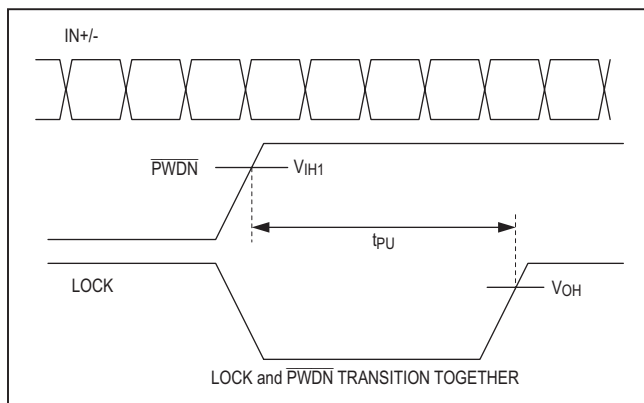 IN+/-
PWDN
VIH1
tPU
LOCK
VOH
LOCK and PWDN TRANSITION TOGETHER